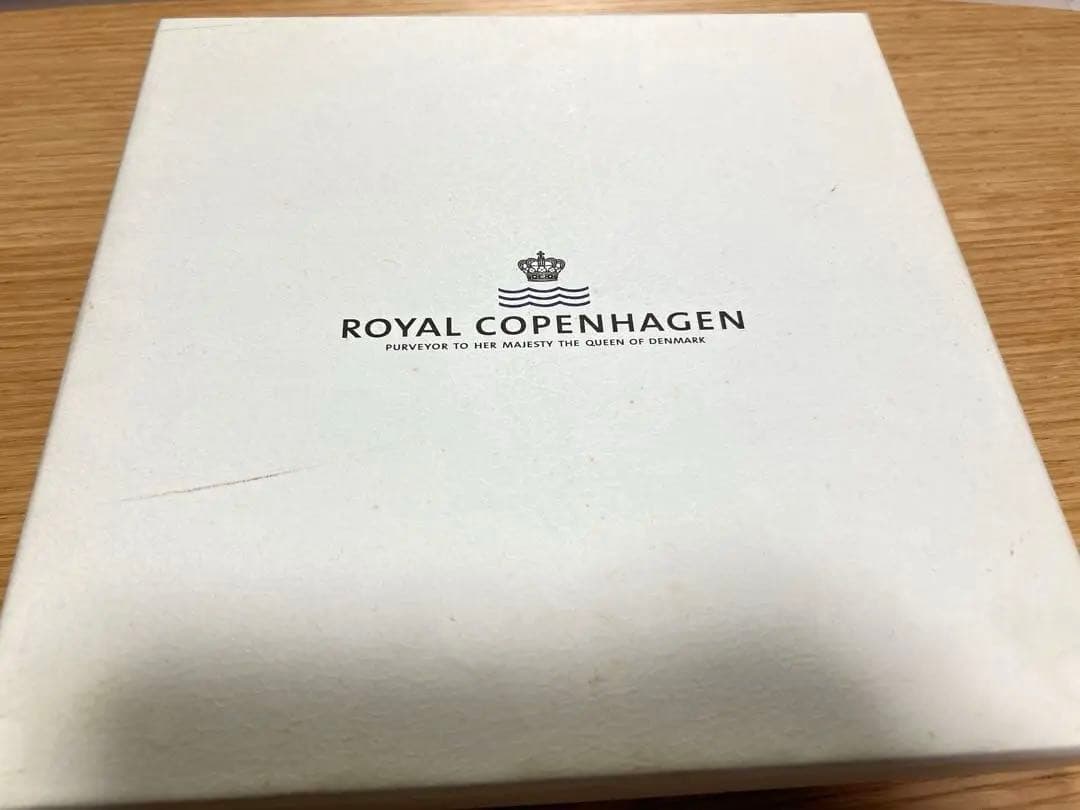 ROYAL COPENHAGEN
PURVEYOR TO HER MAJESTY THE QUEEN OF DENMARK